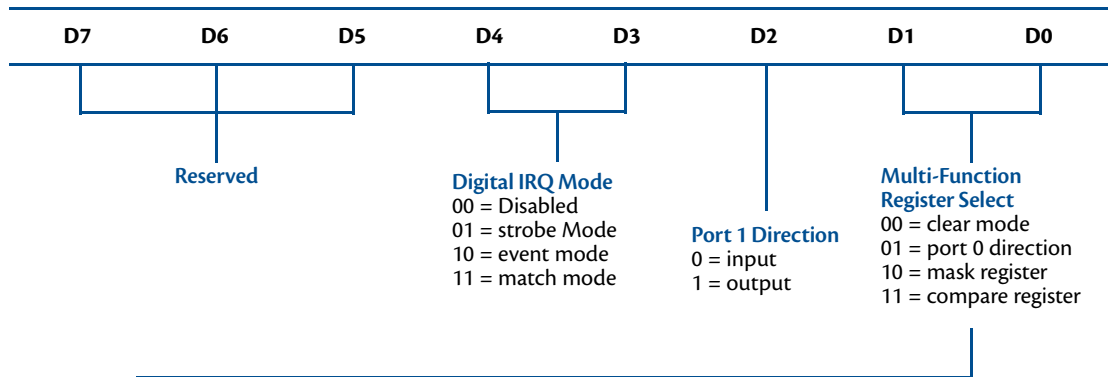 D7 D6 D5 D4 D3 D2 D1 D0
Reserved
Digital IRQ Mode
00 = Disabled
01 = strobe Mode
10 = event mode
11 = match mode
Port 1 Direction
0 = input
1 = output
Multi-Function
Register Select
00 = clear mode
01 = port 0 direction
10 = mask register
11 = compare register